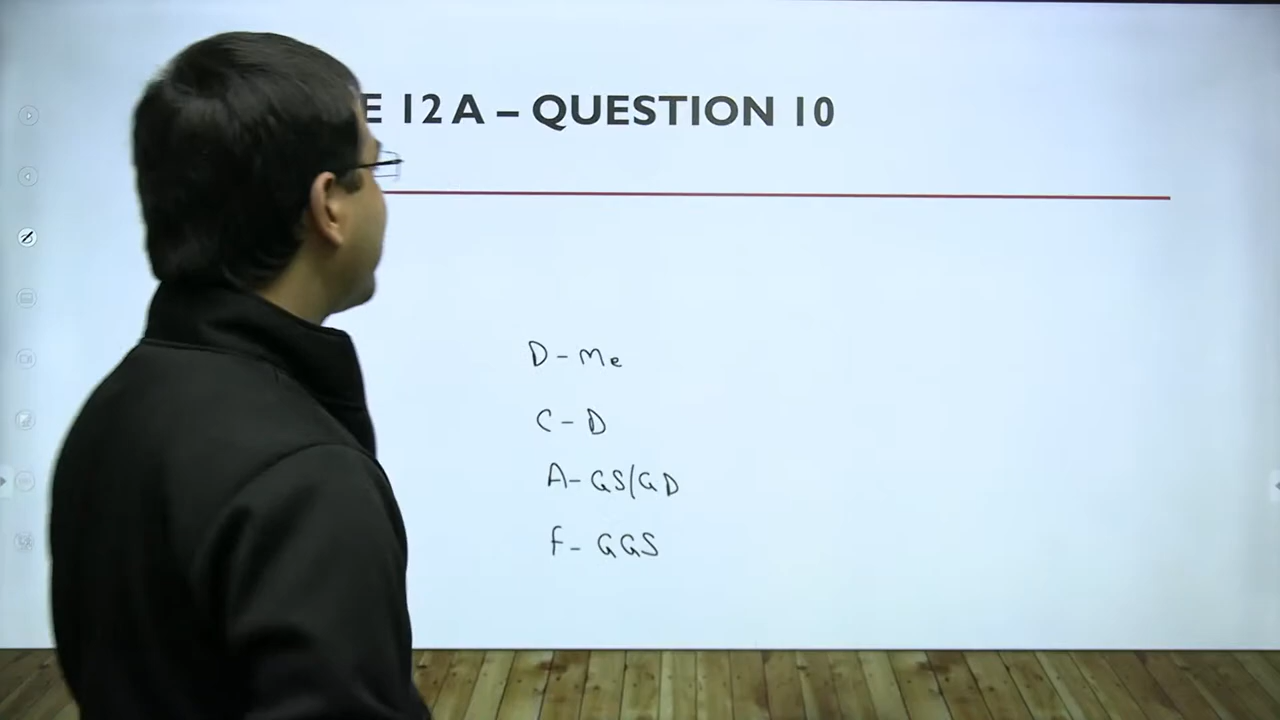 E 12 A – QUESTION 10
D - Me
C - D
A - GS/GD
F - GGS